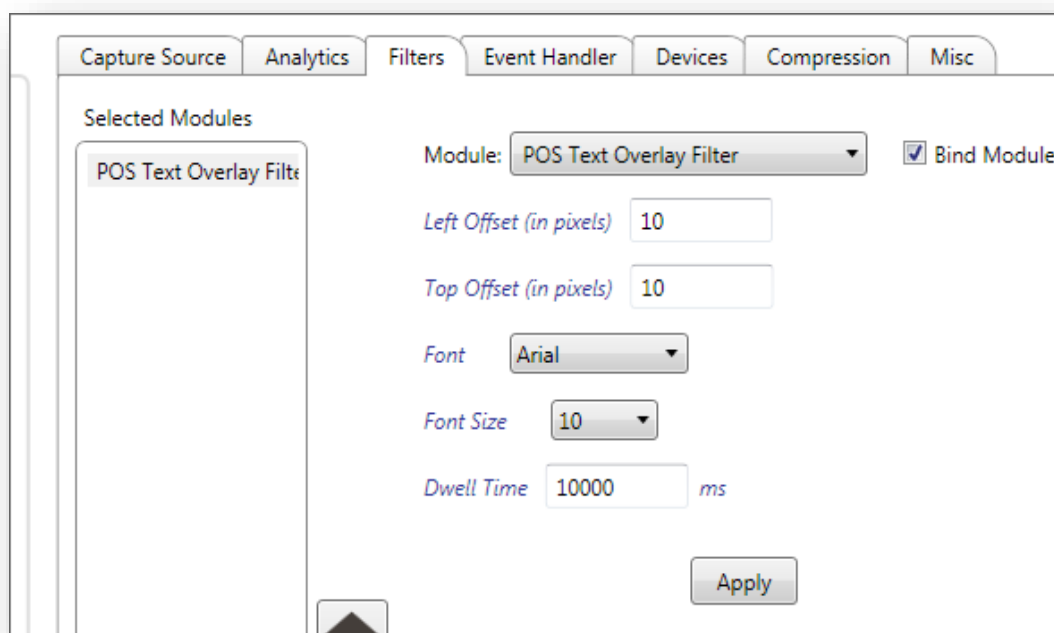 Capture Source Analytics Filters Event Handler Devices Compression Misc
Selected Modules
POS Text Overlay Filte
Module: POS Text Overlay Filter Bind Module
Left Offset (in pixels) 10
Top Offset (in pixels) 10
Font Arial
Font Size 10
Dwell Time 10000 ms
Apply